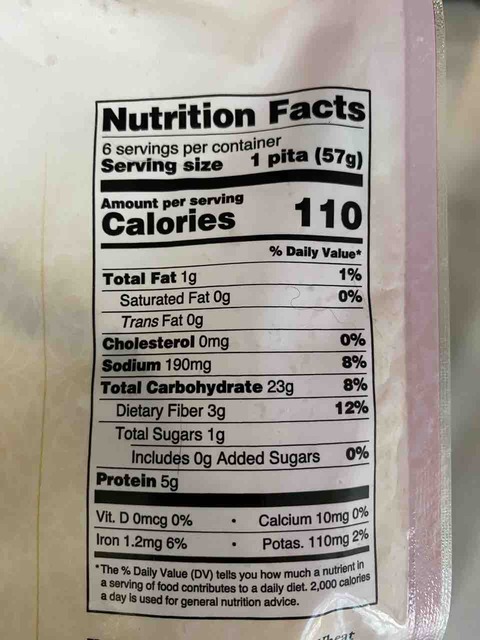 Nutrition Facts
6 servings per container
Serving size 1 pita (57g)
Amount per serving
Calories 110
% Daily Value*
Total Fat 1g 1%
Saturated Fat 0g 0%
Trans Fat 0g
Cholesterol 0mg 0%
Sodium 190mg 8%
Total Carbohydrate 23g 8%
Dietary Fiber 3g 12%
Total Sugars 1g
Includes 0g Added Sugars 0%
Protein 5g
Vit. D 0mcg 0% • Calcium 10mg 0%
Iron 1.2mg 6% • Potas. 110mg 2%
*The % Daily Value (DV) tells you how much a nutrient in
a serving of food contributes to a daily diet. 2,000 calories
a day is used for general nutrition advice.